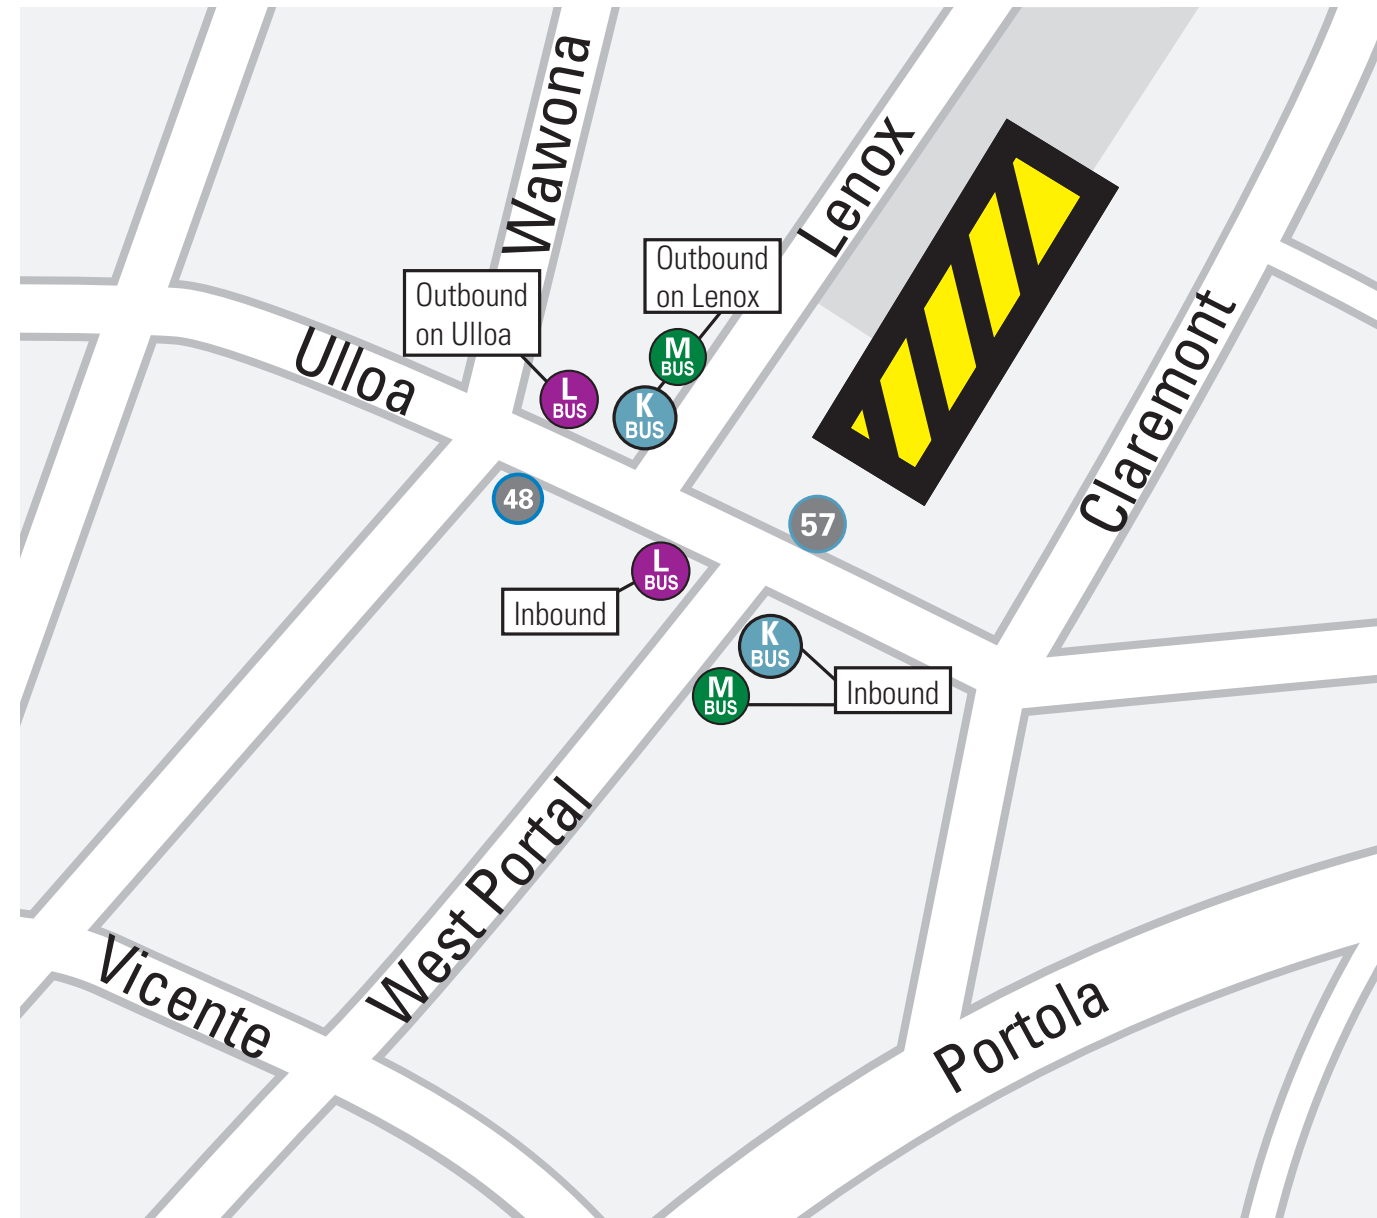 Wawona
Lenox
Outbound
on Lenox
Outbound
on Ulloa
Ulloa
M
BUS
L
BUS
K
BUS
Claremont
48
57
L
BUS
Inbound
K
BUS
M
BUS
Inbound
West Portal
Vicente
Portola